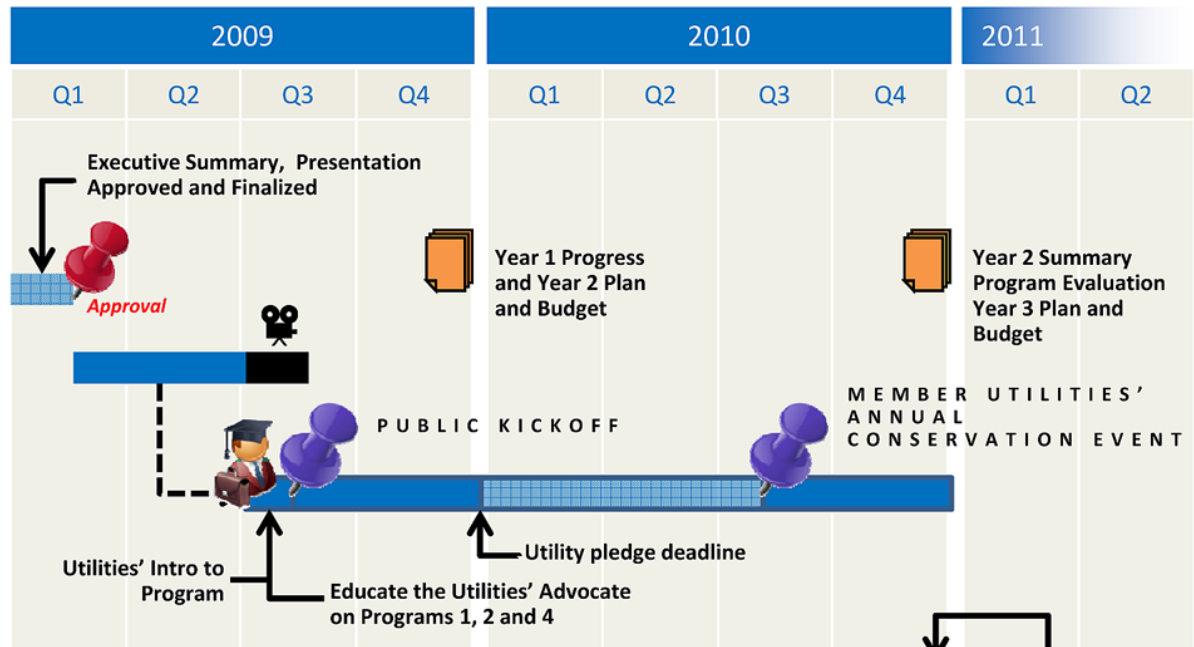 2009 2010 2011
Q1 Q2 Q3 Q4 Q1 Q2 Q3 Q4 Q1 Q2
Executive Summary, Presentation
Approved and Finalized
Approval
Year 1 Progress
and Year 2 Plan
and Budget
Year 2 Summary
Program Evaluation
Year 3 Plan and
Budget
PUBLIC KICKOFF
MEMBER UTILITIES’
ANNUAL
CONSERVATION EVENT
Utility pledge deadline
Utilities’ Intro to
Program
Educate the Utilities’ Advocate
on Programs 1, 2 and 4